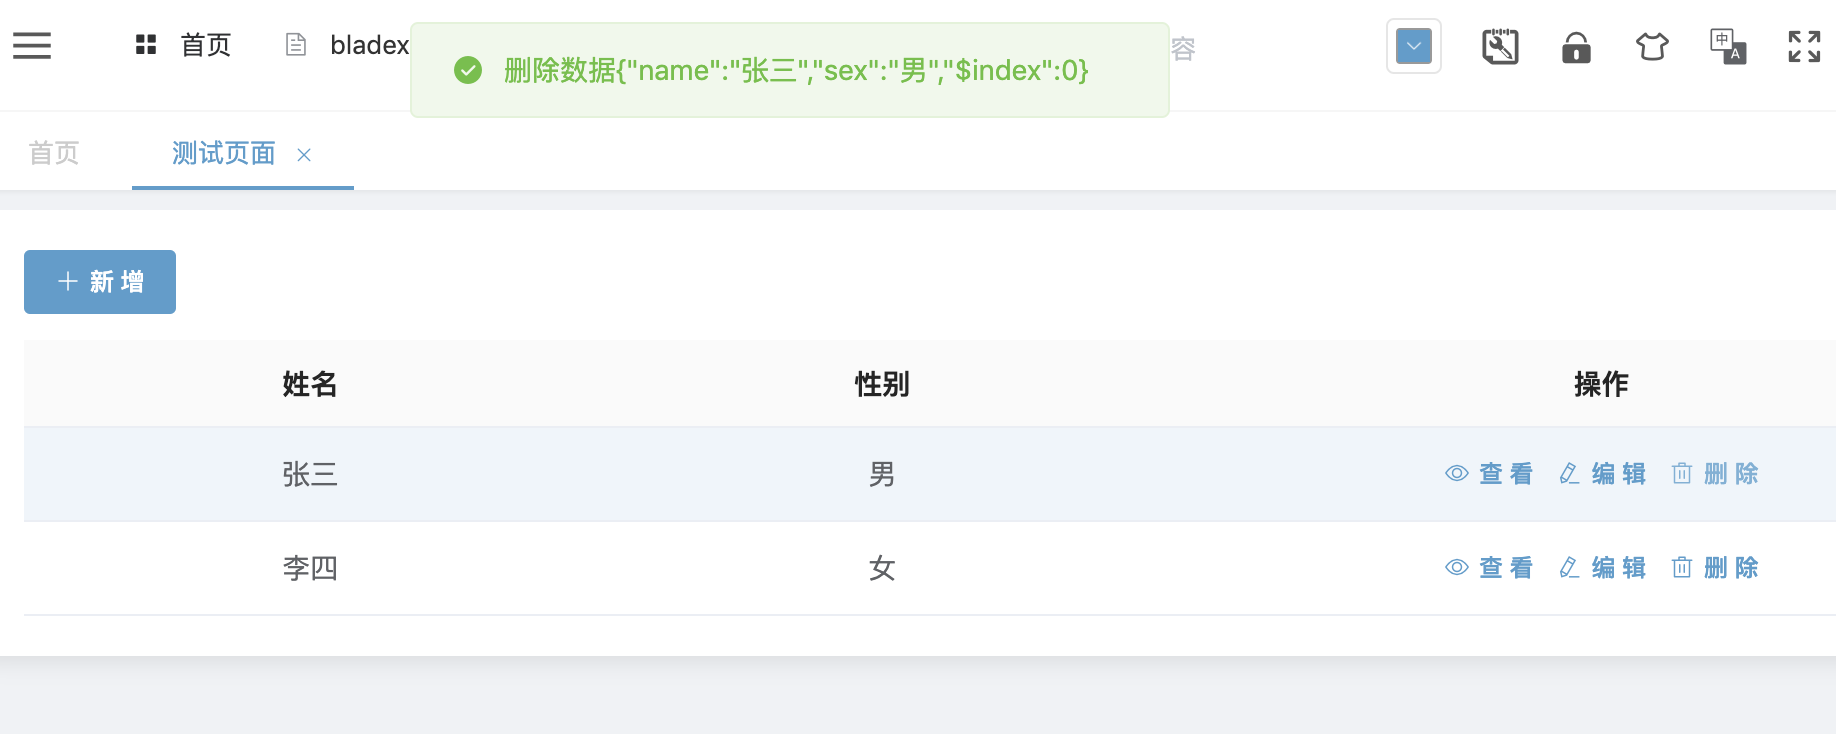 首页 bladex 容
删除数据{"name":"张三","sex":"男","$index":0}
中 A
首页 测试页面
新 增
姓名 性别 操作
张三 男 查 看 编 辑 删 除
李四 女 查 看 编 辑 删 除